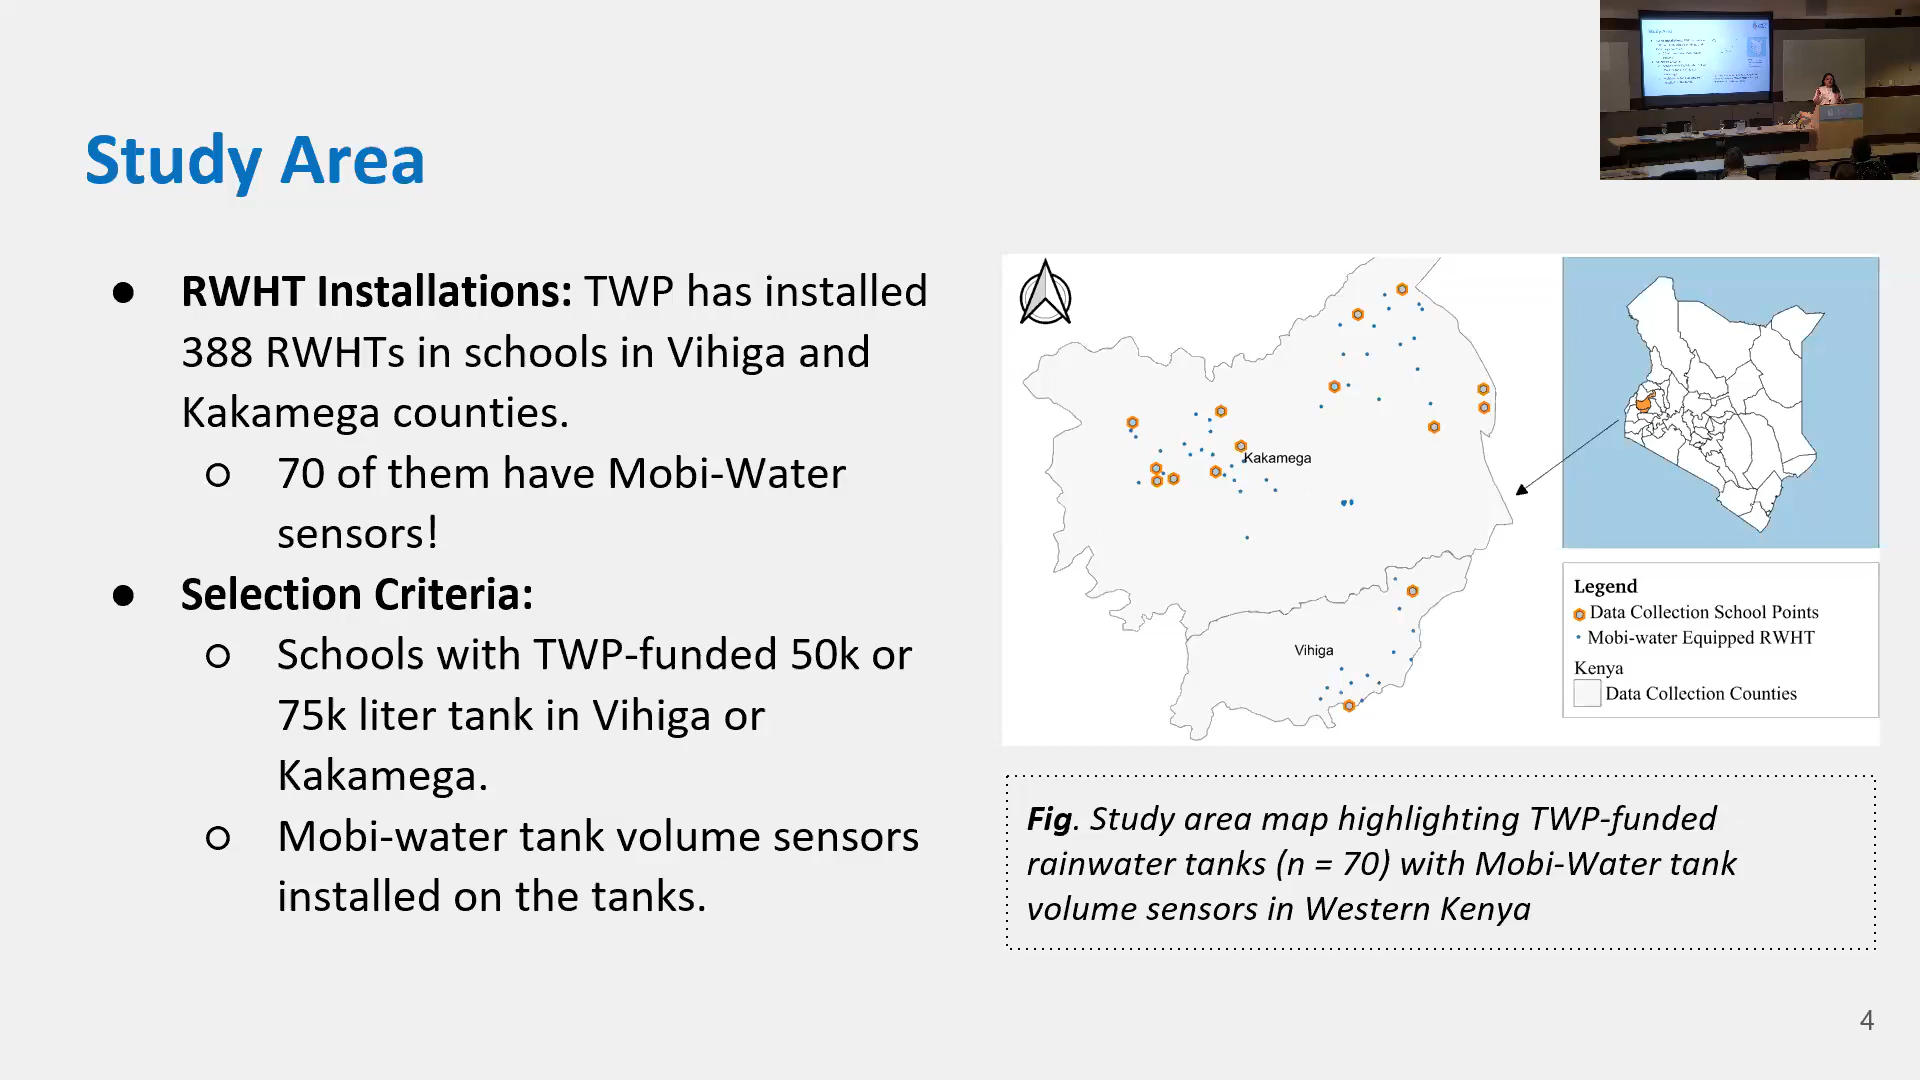 Study Area
● RWHT Installations: TWP has installed
388 RWHTs in schools in Vihiga and
Kakamega counties.
○ 70 of them have Mobi-Water
sensors!
● Selection Criteria:
○ Schools with TWP-funded 50k or
75k liter tank in Vihiga or
Kakamega.
○ Mobi-water tank volume sensors
installed on the tanks.
Kakamega
Vihiga
Legend
Data Collection School Points
Mobi-water Equipped RWHT
Kenya
Data Collection Counties
Fig. Study area map highlighting TWP-funded
rainwater tanks (n = 70) with Mobi-Water tank
volume sensors in Western Kenya
4